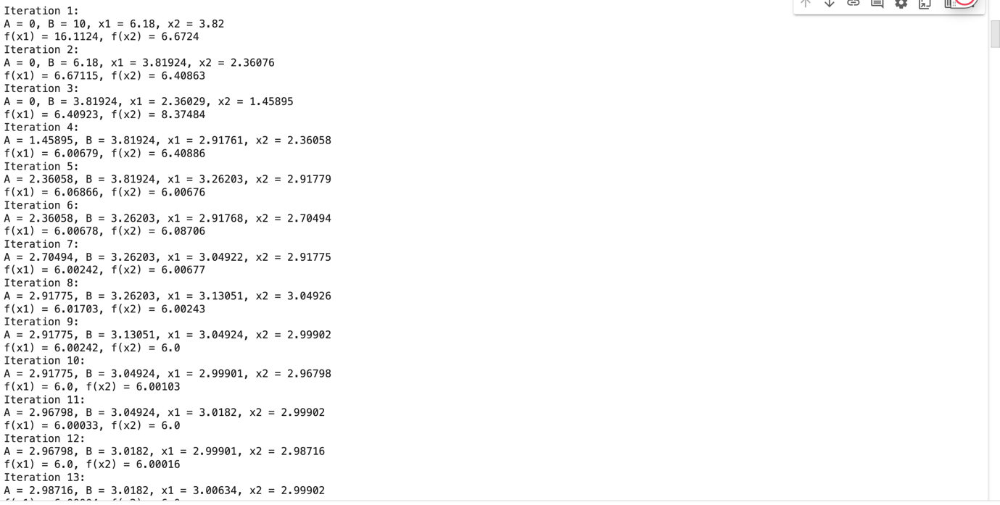 Iteration 1:
A = 0, B = 10, x1 = 6.18, x2 = 3.82
f(x1) = 16.1124, f(x2) = 6.6724
Iteration 2:
A = 0, B = 6.18, x1 = 3.81924, x2 = 2.36076
f(x1) = 6.67115, f(x2) = 6.40863
Iteration 3:
A = 0, B = 3.81924, x1 = 2.36029, x2 = 1.45895
f(x1) = 6.40923, f(x2) = 8.37484
Iteration 4:
A = 1.45895, B = 3.81924, x1 = 2.91761, x2 = 2.36058
f(x1) = 6.00679, f(x2) = 6.40886
Iteration 5:
A = 2.36058, B = 3.81924, x1 = 3.26203, x2 = 2.91779
f(x1) = 6.06866, f(x2) = 6.00676
Iteration 6:
A = 2.36058, B = 3.26203, x1 = 2.91768, x2 = 2.70494
f(x1) = 6.00678, f(x2) = 6.08706
Iteration 7:
A = 2.70494, B = 3.26203, x1 = 3.04922, x2 = 2.91775
f(x1) = 6.00242, f(x2) = 6.00677
Iteration 8:
A = 2.91775, B = 3.26203, x1 = 3.13051, x2 = 3.04926
f(x1) = 6.01703, f(x2) = 6.00243
Iteration 9:
A = 2.91775, B = 3.13051, x1 = 3.04924, x2 = 2.99902
f(x1) = 6.00242, f(x2) = 6.0
Iteration 10:
A = 2.91775, B = 3.04924, x1 = 2.99901, x2 = 2.96798
f(x1) = 6.0, f(x2) = 6.00103
Iteration 11:
A = 2.96798, B = 3.04924, x1 = 3.0182, x2 = 2.99902
f(x1) = 6.00033, f(x2) = 6.0
Iteration 12:
A = 2.96798, B = 3.0182, x1 = 2.99901, x2 = 2.98716
f(x1) = 6.0, f(x2) = 6.00016
Iteration 13:
A = 2.98716, B = 3.0182, x1 = 3.00634, x2 = 2.99902